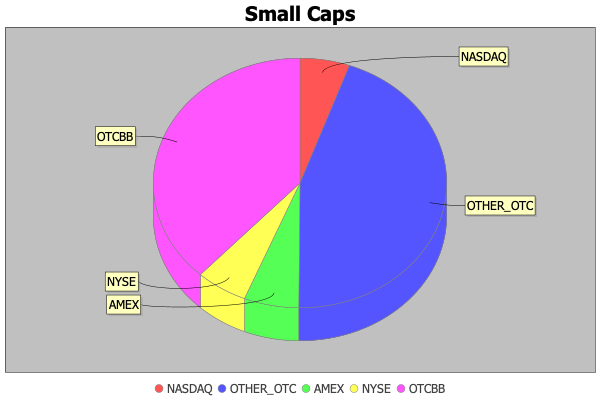 Small Caps
NASDAQ
OTCBB
OTHER_OTC
NYSE
AMEX
NASDAQ OTHER_OTC AMEX NYSE OTCBB